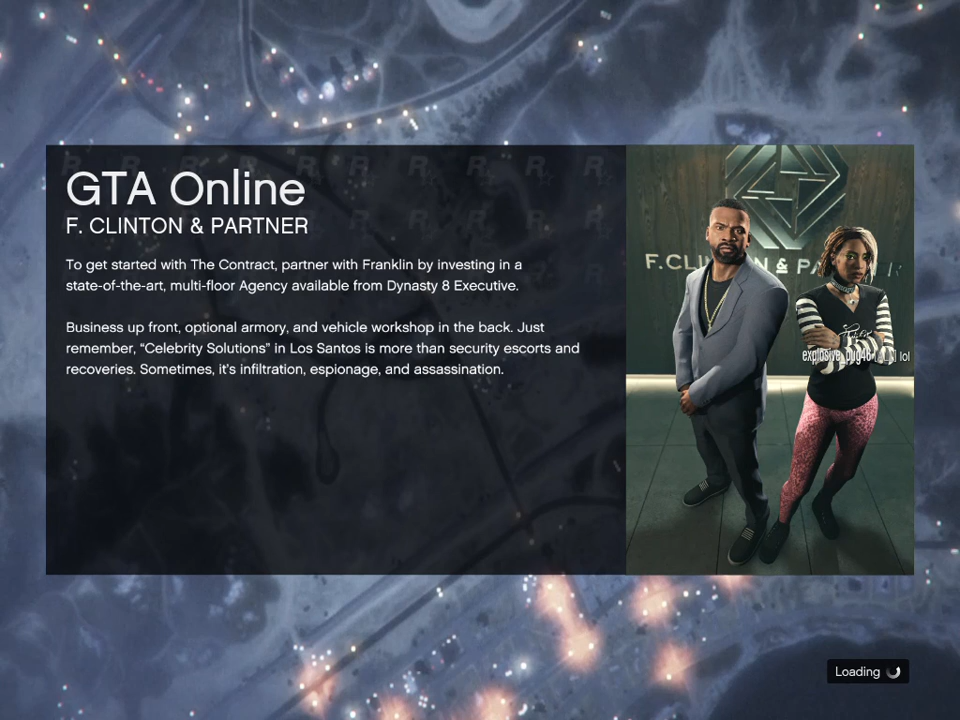 GTA Online
F. CLINTON & PARTNER
To get started with The Contract, partner with Franklin by investing in a
state-of-the-art, multi-floor Agency available from Dynasty 8 Executive.
Business up front, optional armory, and vehicle workshop in the back. Just
remember, “Celebrity Solutions” in Los Santos is more than security escorts and
recoveries. Sometimes, it's infiltration, espionage, and assassination.
F.CLINTON & PARTNER
lol
Loading